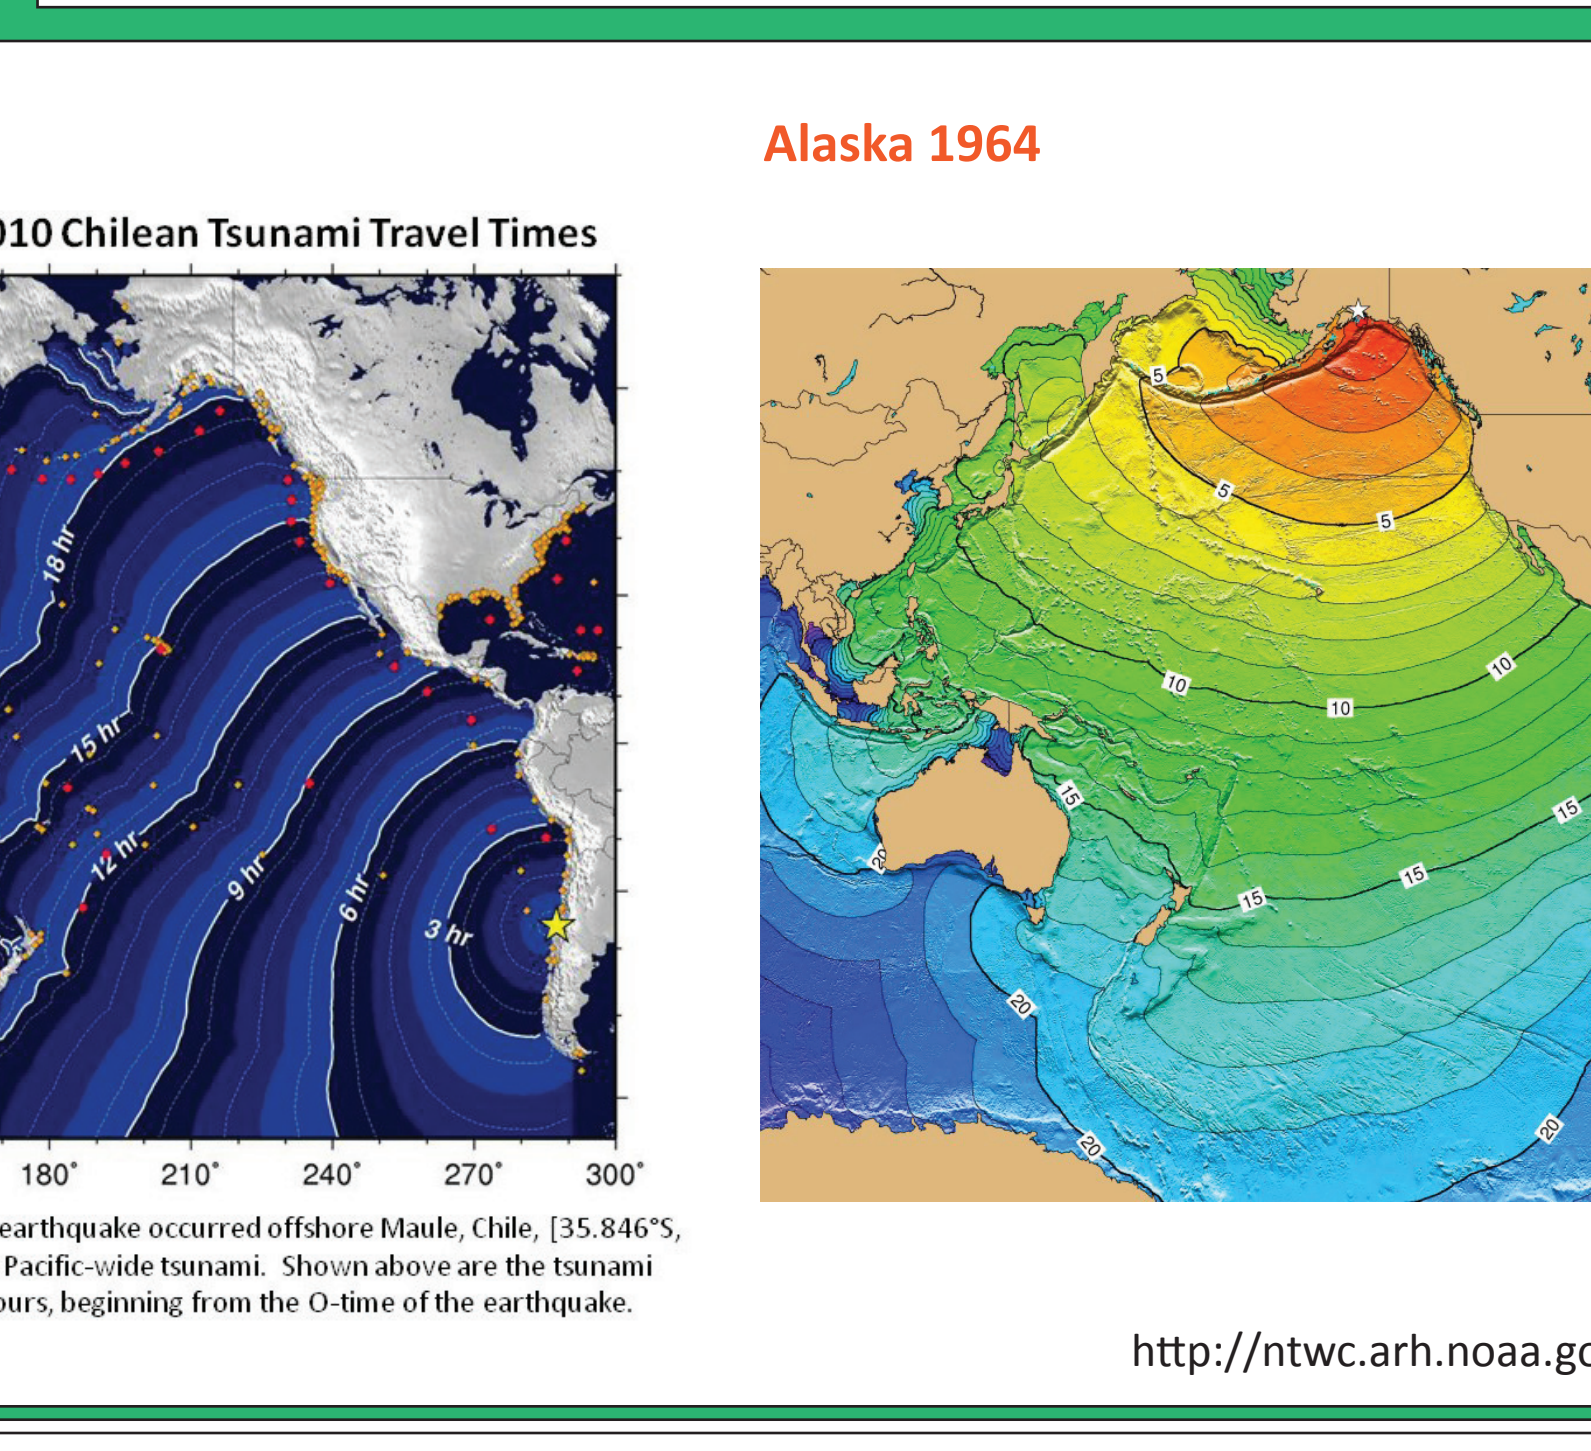 Alaska 1964
010 Chilean Tsunami Travel Times
18 hr
15 hr
12 hr
9 hr
6 hr
3 hr
180° 210° 240° 270° 300°
earthquake occurred offshore Maule, Chile, [35.846°S,
Pacific-wide tsunami. Shown above are the tsunami
ours, beginning from the O-time of the earthquake.
5
5
5
10
10
10
15
15
15
15
20
20
20
20
http://ntwc.arh.noaa.go